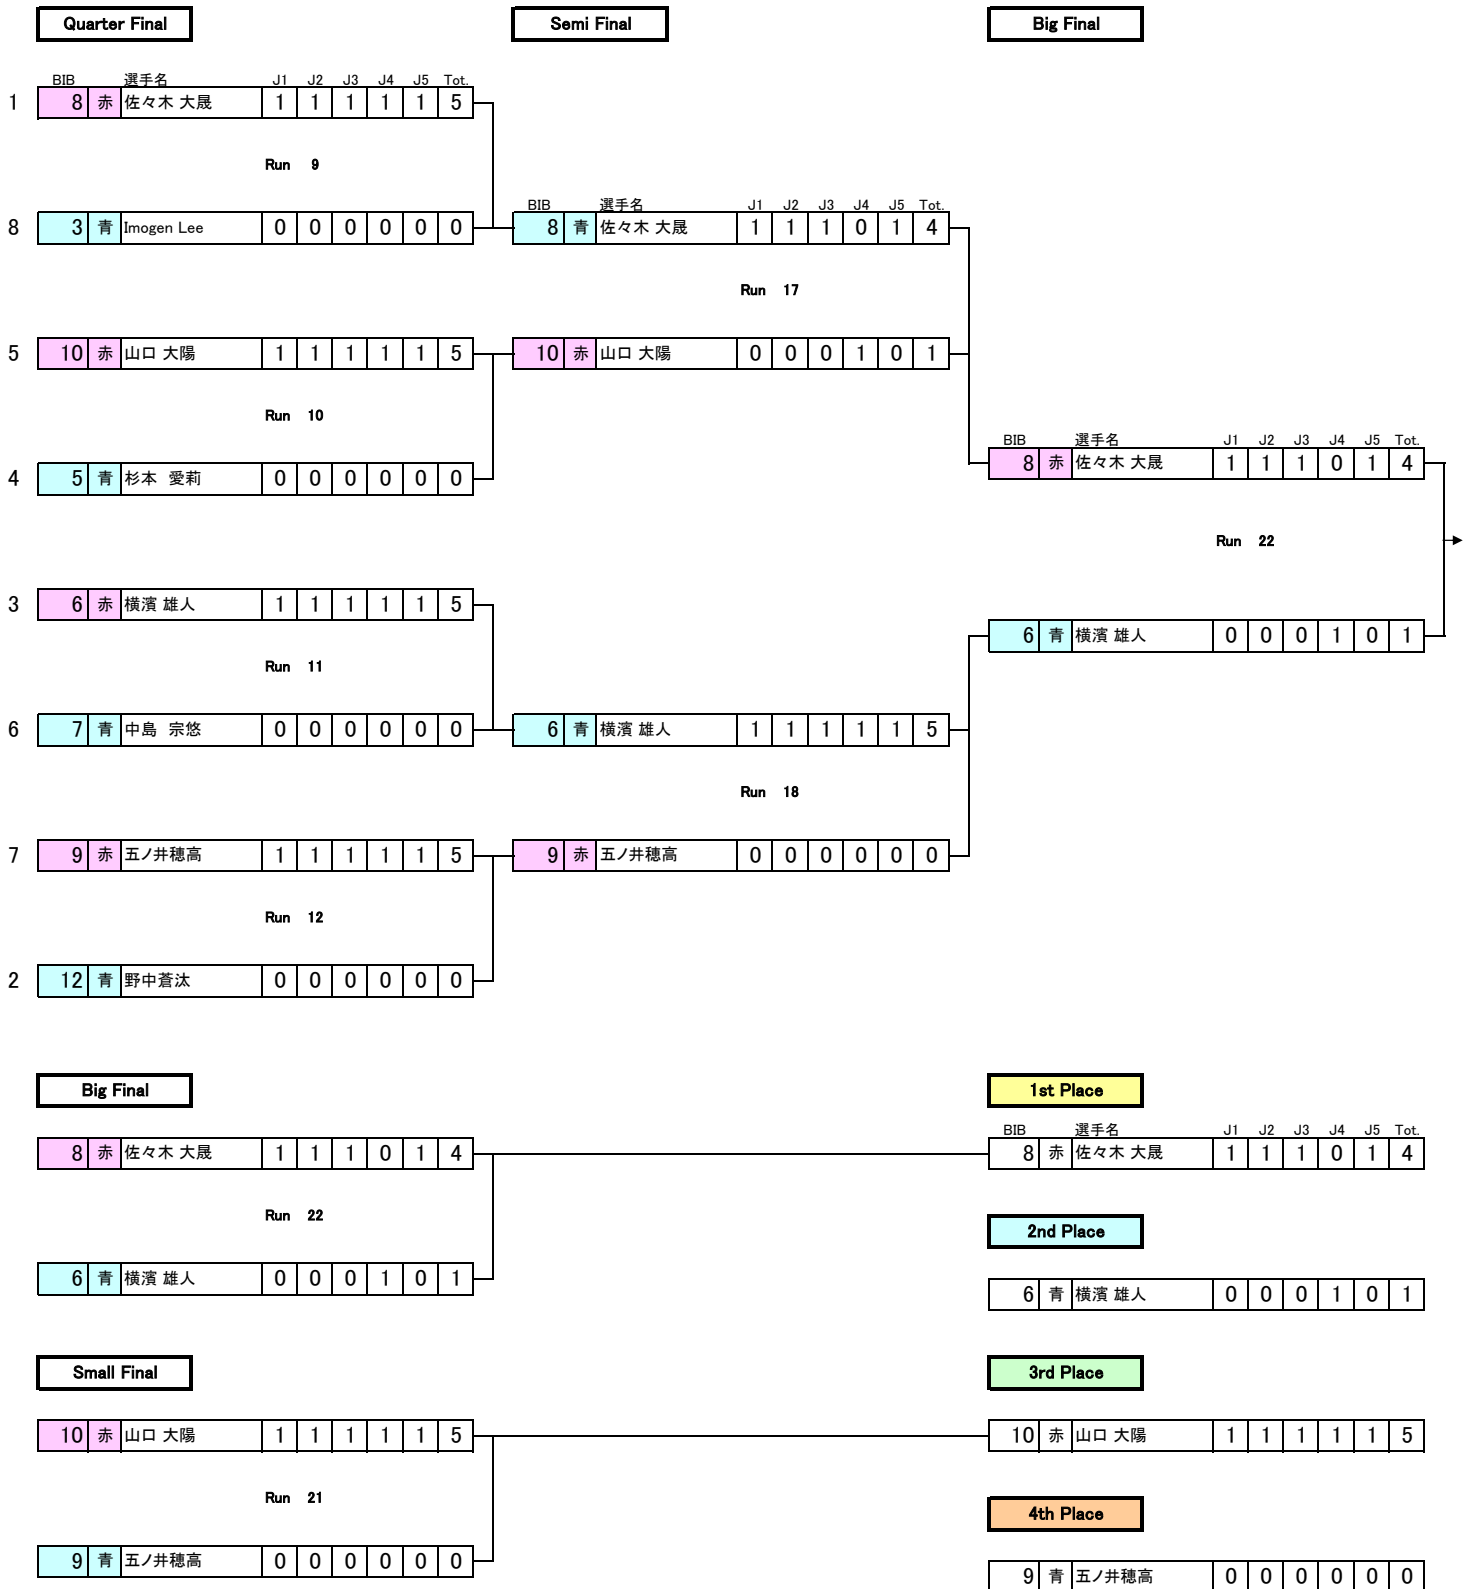 Quarter Final Semi Final Big Final
BIB 選手名 J1 J2 J3 J4 J5 Tot.
1 8 赤 佐々木 大晟 1 1 1 1 1 5
Run 9
BIB 選手名 J1 J2 J3 J4 J5 Tot.
8 3 青 Imogen Lee 0 0 0 0 0 0 8 青 佐々木 大晟 1 1 1 0 1 4
Run 17
5 10 赤 山口 大陽 1 1 1 1 1 5 10 赤 山口 大陽 0 0 0 1 0 1
Run 10
BIB 選手名 J1 J2 J3 J4 J5 Tot.
8 赤 佐々木 大晟 1 1 1 0 1 4
4 5 青 杉本 愛莉 0 0 0 0 0 0
Run 22
3 6 赤 横濱 雄人 1 1 1 1 1 5
6 青 横濱 雄人 0 0 0 1 0 1
Run 11
6 7 青 中島 宗悠 0 0 0 0 0 0 6 青 横濱 雄人 1 1 1 1 1 5
Run 18
7 9 赤 五ノ井穂高 1 1 1 1 1 5 9 赤 五ノ井穂高 0 0 0 0 0 0
Run 12
2 12 青 野中蒼汰 0 0 0 0 0 0
Big Final 1st Place
BIB 選手名 J1 J2 J3 J4 J5 Tot.
8 赤 佐々木 大晟 1 1 1 0 1 4 8 赤 佐々木 大晟 1 1 1 0 1 4
Run 22
2nd Place
6 青 横濱 雄人 0 0 0 1 0 1 6 青 横濱 雄人 0 0 0 1 0 1
Small Final 3rd Place
10 赤 山口 大陽 1 1 1 1 1 5 10 赤 山口 大陽 1 1 1 1 1 5
Run 21
4th Place
9 青 五ノ井穂高 0 0 0 0 0 0 9 青 五ノ井穂高 0 0 0 0 0 0